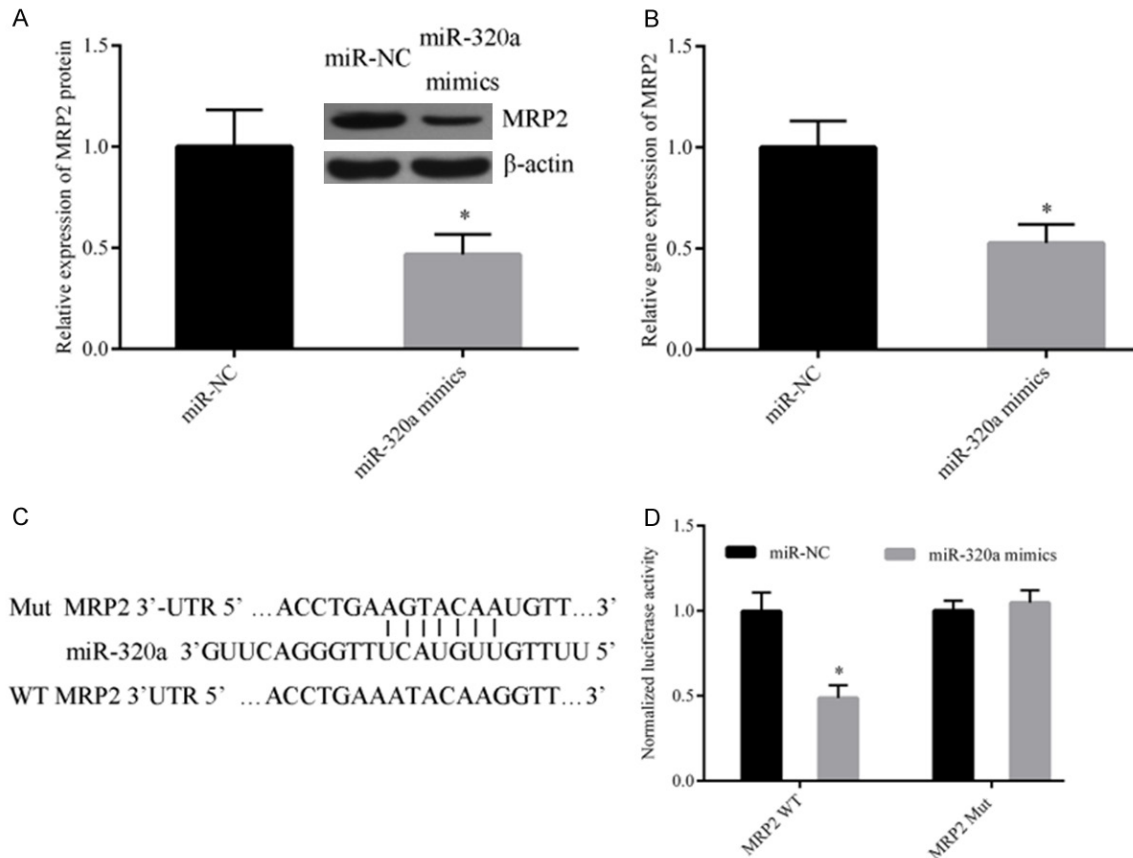 A
Relative expression of MRP2 protein
1.5
1.0
0.5
0.0
miR-NC
miR-320a
mimics
MRP2
β-actin
*
miR-NC
miR-320a mimics
B
Relative gene expression of MRP2
1.5
1.0
0.5
0.0
*
miR-NC
miR-320a mimics
C
Mut MRP2 3’-UTR 5’ …ACCTGAAGTACAAUGTT…3’
miR-320a 3’GUUCAGGGTTUCAUGUUGTTUU 5’
WT MRP2 3’UTR 5’ …ACCTGAAATACAAGGTT…3’
D
Normalized luciferase activity
1.5
1.0
0.5
0.0
miR-NC
miR-320a mimics
*
MRP2 WT
MRP2 Mut